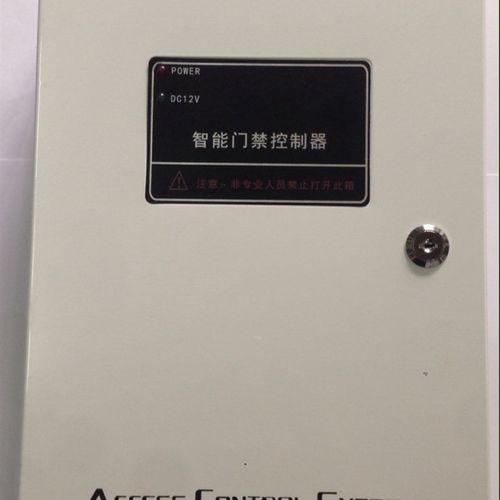 POWER
DC12V
智能门禁控制器
注意:- 非专业人员禁止打开此箱
ACCESS CONTROL